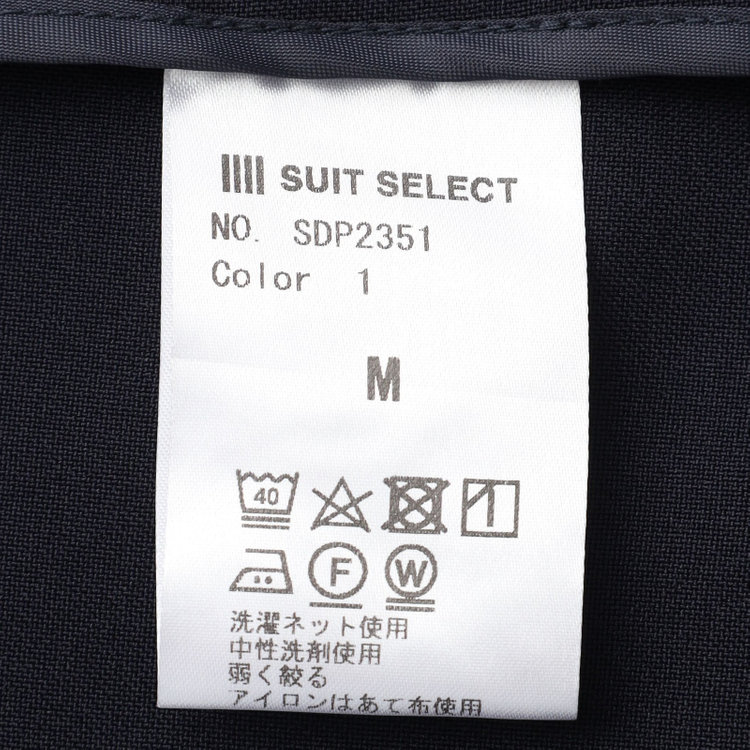 SUIT SELECT
NO. SDP2351
Color 1
M
40
F W
洗濯ネット使用
中性洗剤使用
弱く絞る
アイロンはあて布使用